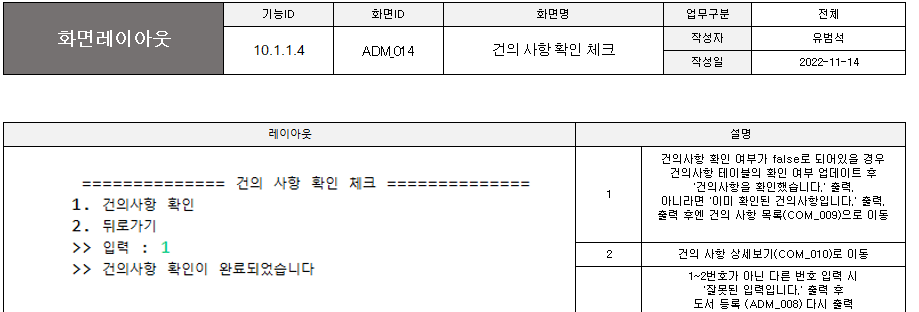 화면레이아웃
기능ID 화면ID 화면명 업무구분 전체
10.1.1.4 ADM_014 건의 사항 확인 체크
작성자 유범석
작성일 2022-11-14
레이아웃 설명
============== 건의 사항 확인 체크 ==============
1. 건의사항 확인
2. 뒤로가기
>> 입력 : 1
>> 건의사항 확인이 완료되었습니다
1
건의사항 확인 여부가 false로 되어있을 경우
건의사항 테이블의 확인 여부 업데이트 후
'건의사항을 확인했습니다.' 출력,
아니라면 '이미 확인된 건의사항입니다.' 출력,
출력 후엔 건의 사항 목록(COM_009)으로 이동
2 건의 사항 상세보기(COM_010)로 이동
1~2번호가 아닌 다른 번호 입력 시
'잘못된 입력입니다.' 출력 후
도서 등록 (ADM_008) 다시 출력